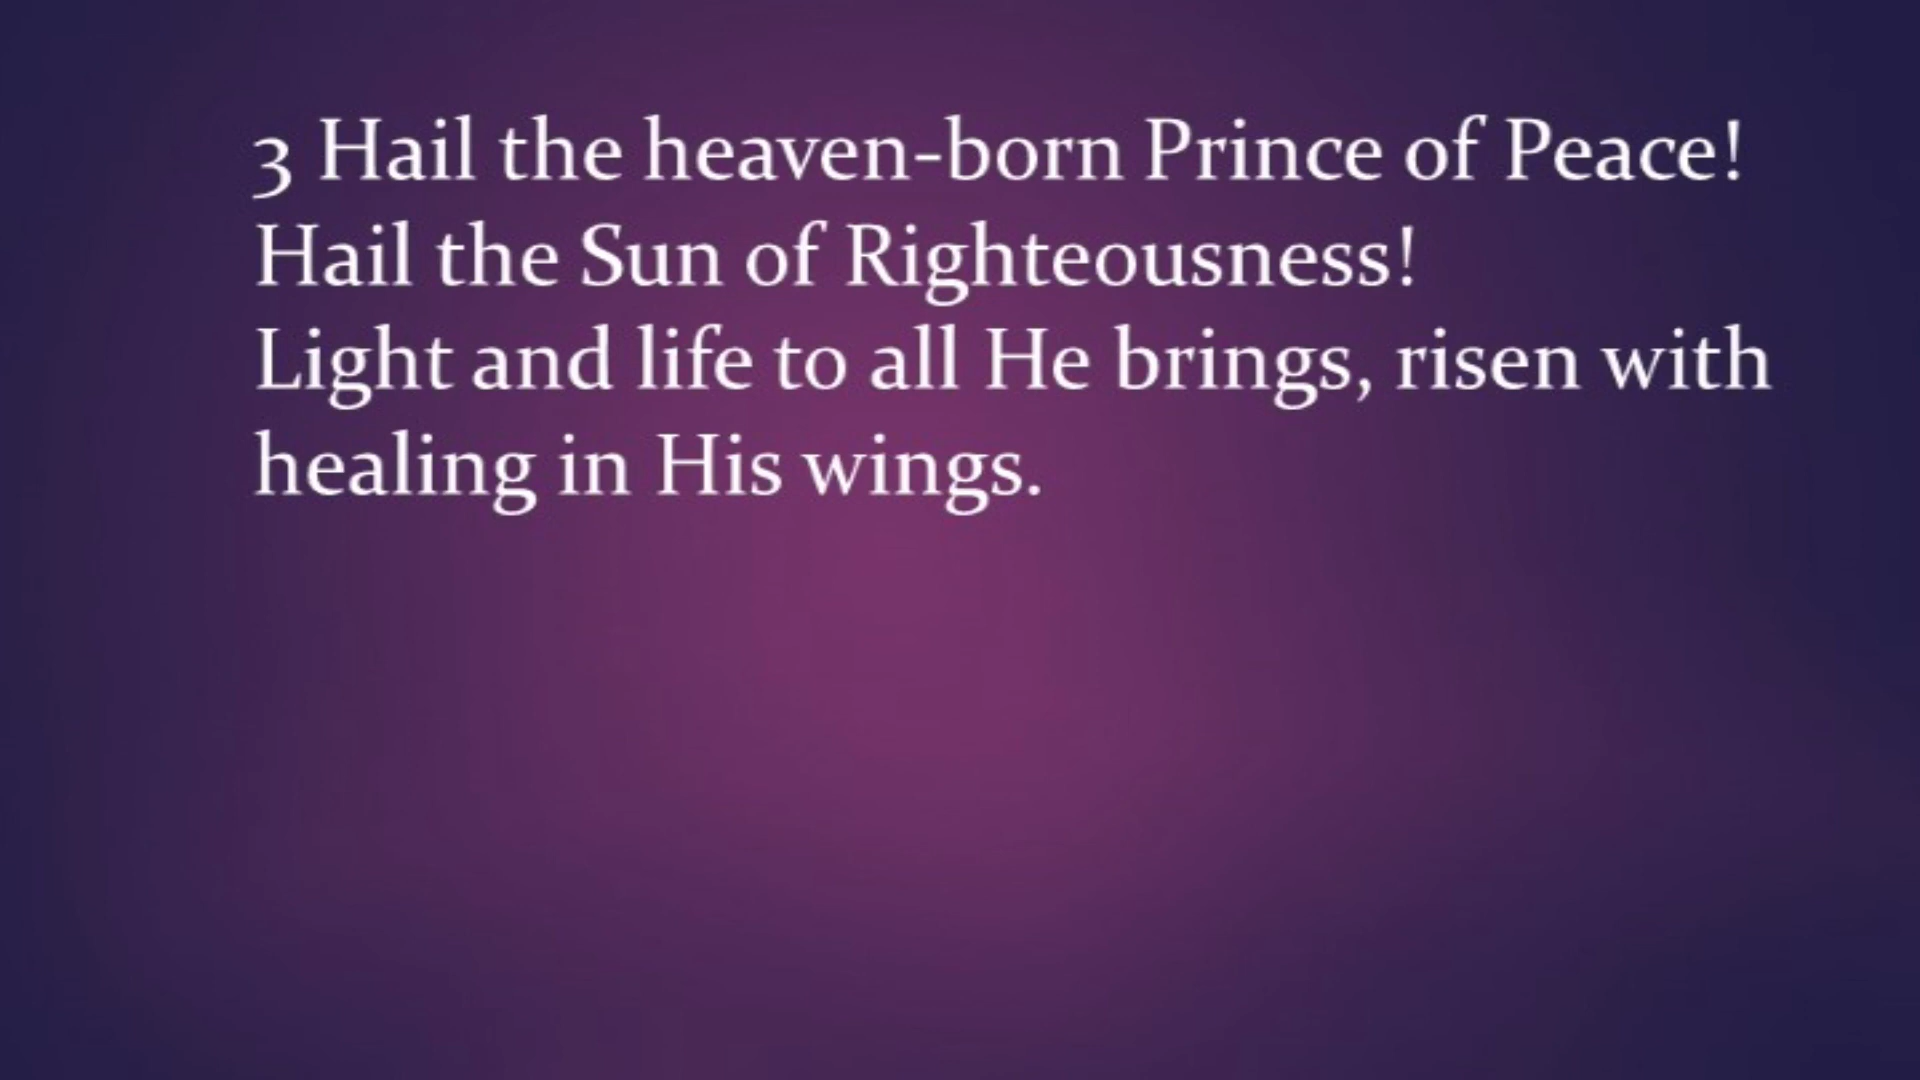 3 Hail the heaven-born Prince of Peace!
Hail the Sun of Righteousness!
Light and life to all He brings, risen with
healing in His wings.